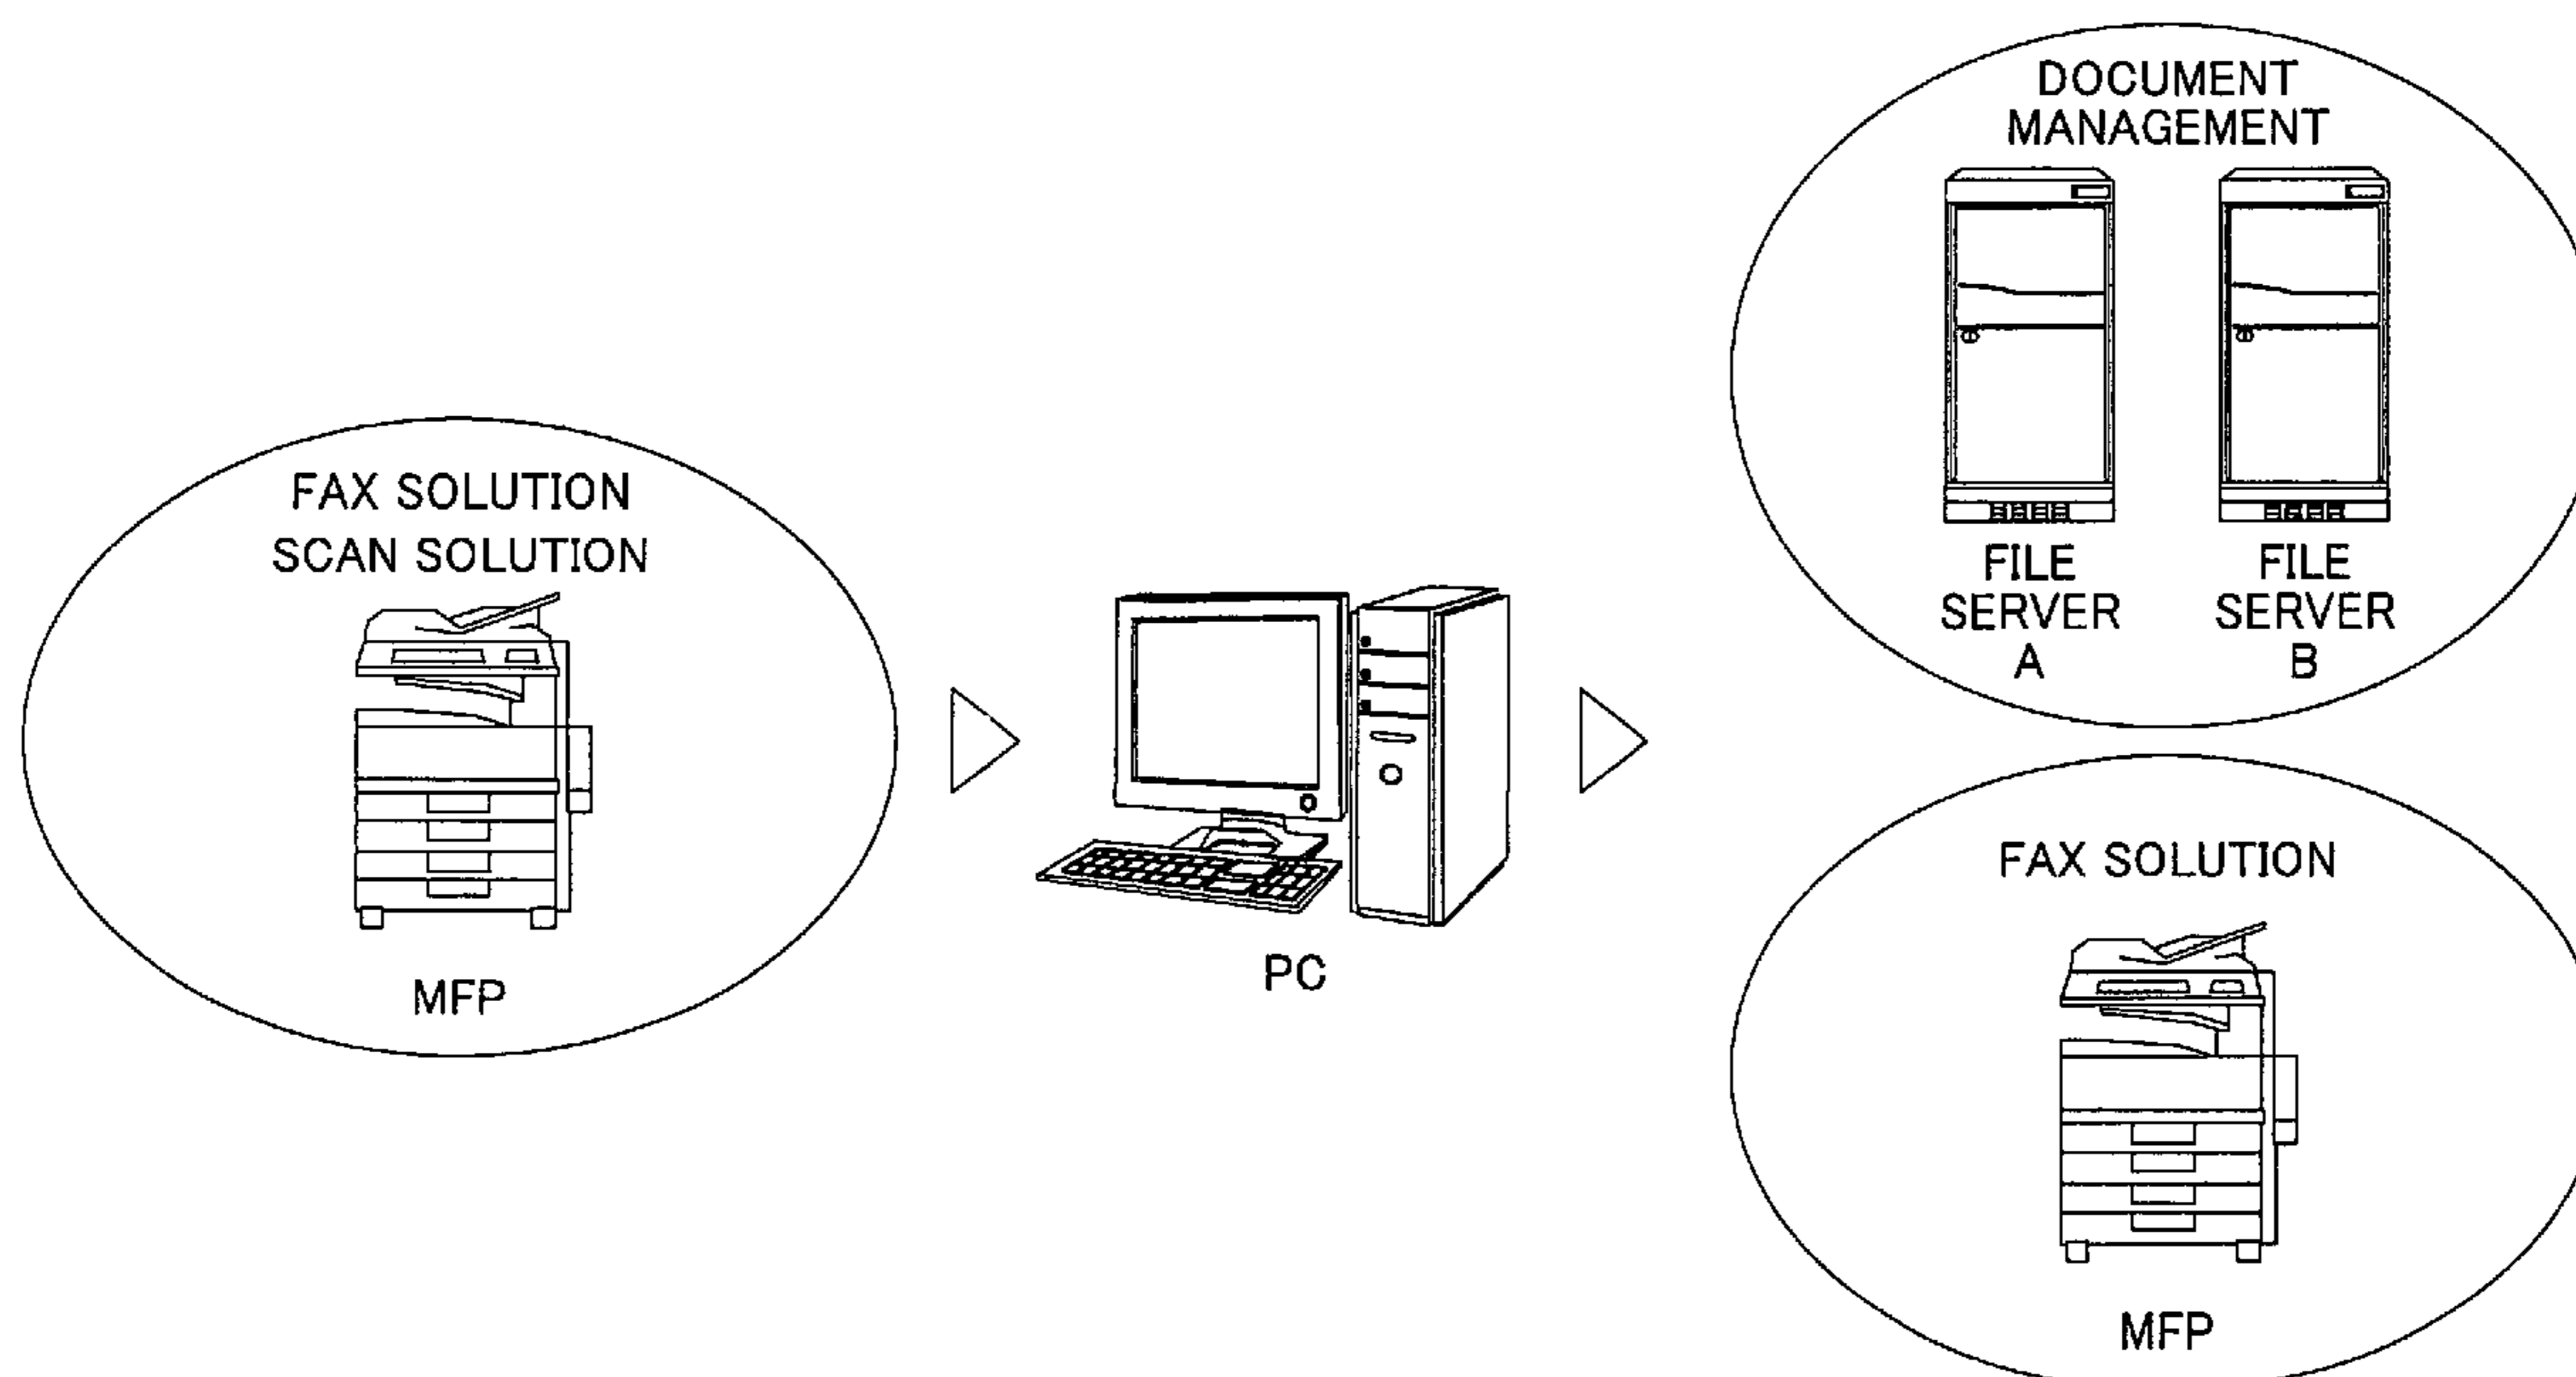 FAX SOLUTION
SCAN SOLUTION
MFP
PC
DOCUMENT
MANAGEMENT
FILE
SERVER
A
FILE
SERVER
B
FAX SOLUTION
MFP